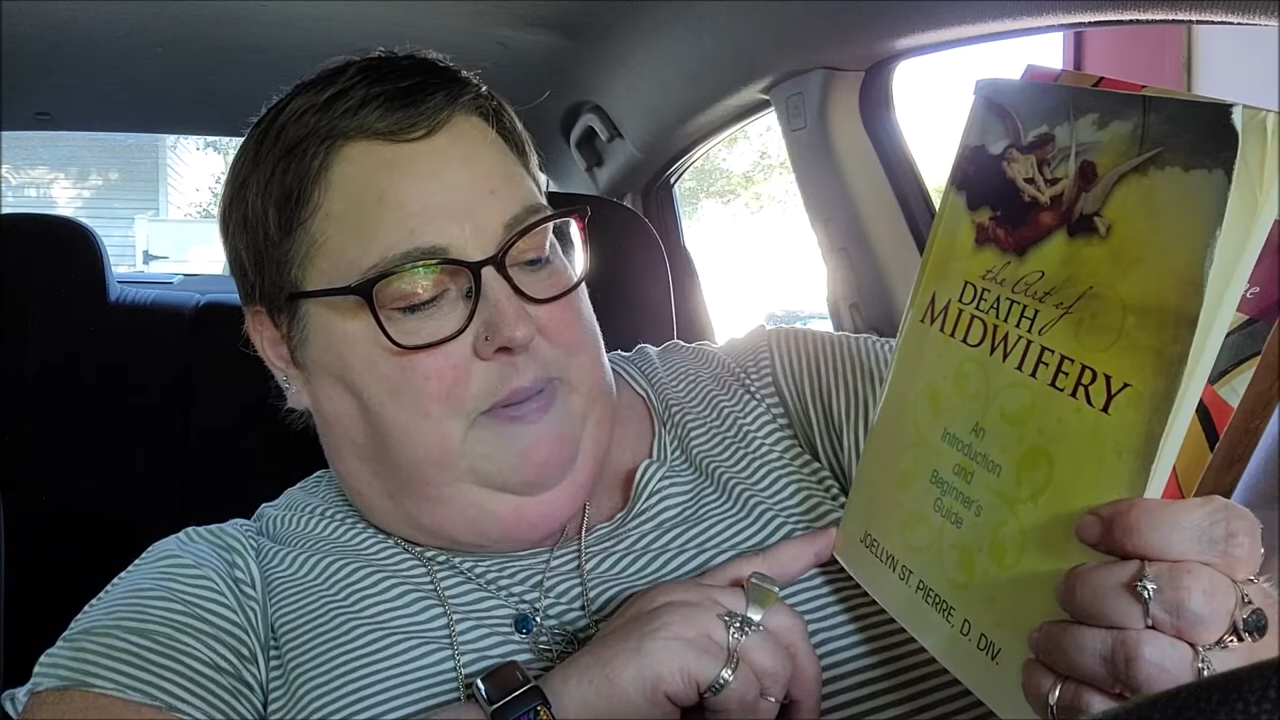 the Art of
DEATH
MIDWIFERY
An
Introduction
and
Beginner's
Guide
JOELLYN ST. PIERRE, D. DIV.